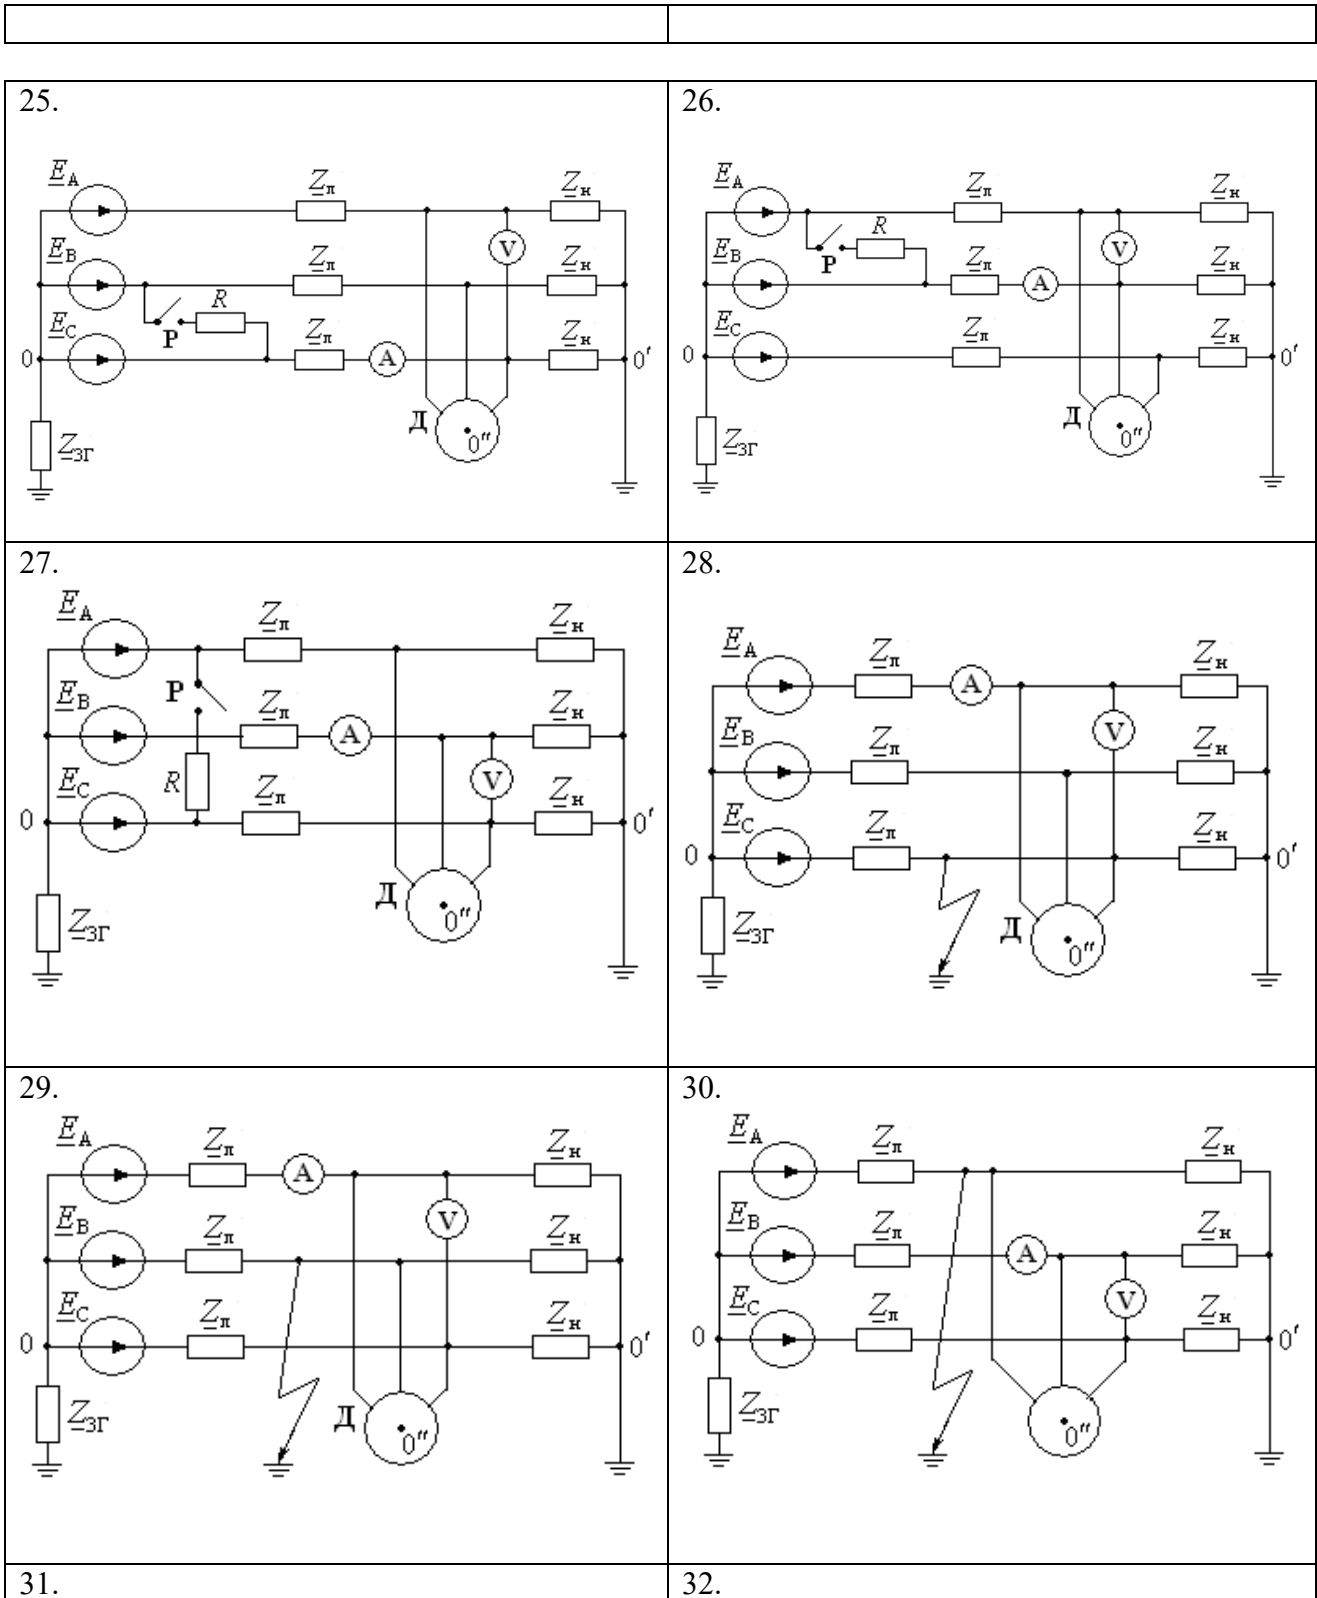 25.
E_A Z_л Z_н
V
E_B Z_л Z_н
R
P
E_C Z_л A Z_н
0 0′
Д 0″
Z_ЗГ
26.
E_A Z_л Z_н
R V
P
E_B Z_л A Z_н
E_C Z_л Z_н
0 0′
Д 0″
Z_ЗГ
27.
E_A Z_л Z_н
P
E_B Z_л A Z_н
R V
E_C Z_л Z_н
0 0′
Д 0″
Z_ЗГ
28.
E_A Z_л A Z_н
V
E_B Z_л Z_н
E_C Z_л Z_н
0 0′
Д 0″
Z_ЗГ
29.
E_A Z_л A Z_н
V
E_B Z_л Z_н
E_C Z_л Z_н
0 0′
Д 0″
Z_ЗГ
30.
E_A Z_л Z_н
E_B Z_л A Z_н
V
E_C Z_л Z_н
0 0′
0″
Z_ЗГ
31.
32.